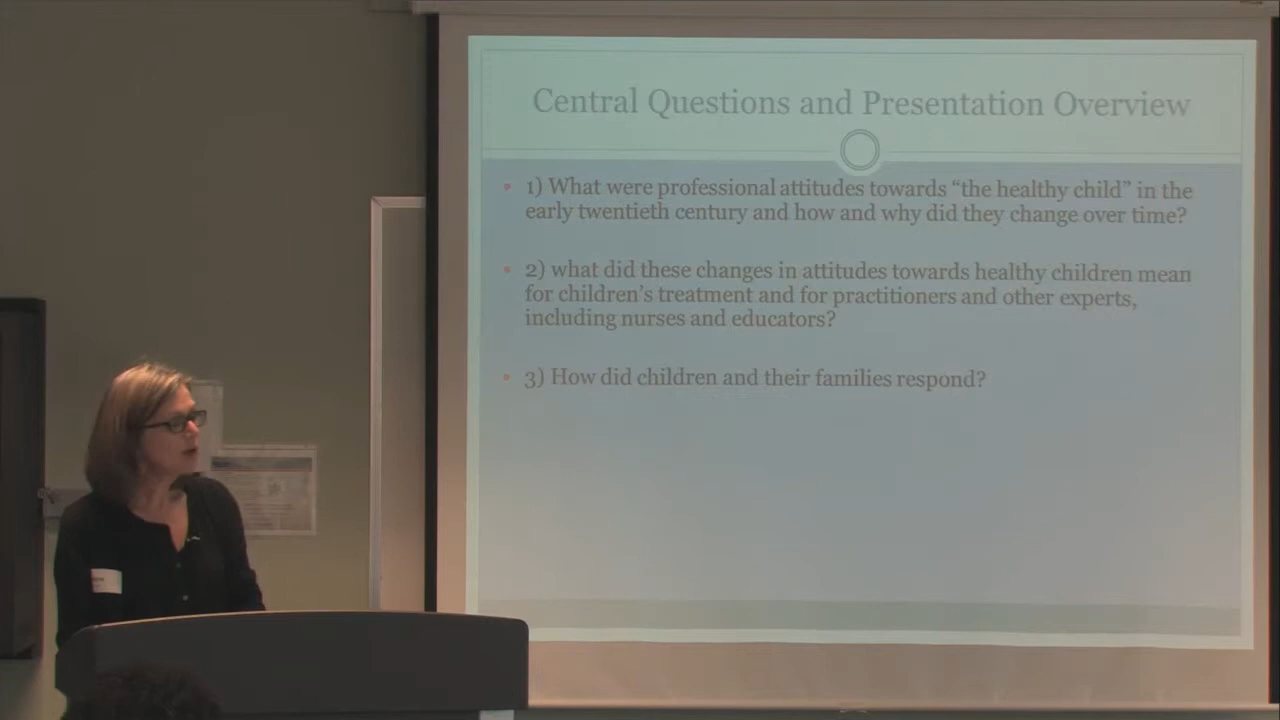 Central Questions and Presentation Overview
1) What were professional attitudes towards “the healthy child” in the
early twentieth century and how and why did they change over time?
2) what did these changes in attitudes towards healthy children mean
for children’s treatment and for practitioners and other experts,
including nurses and educators?
3) How did children and their families respond?